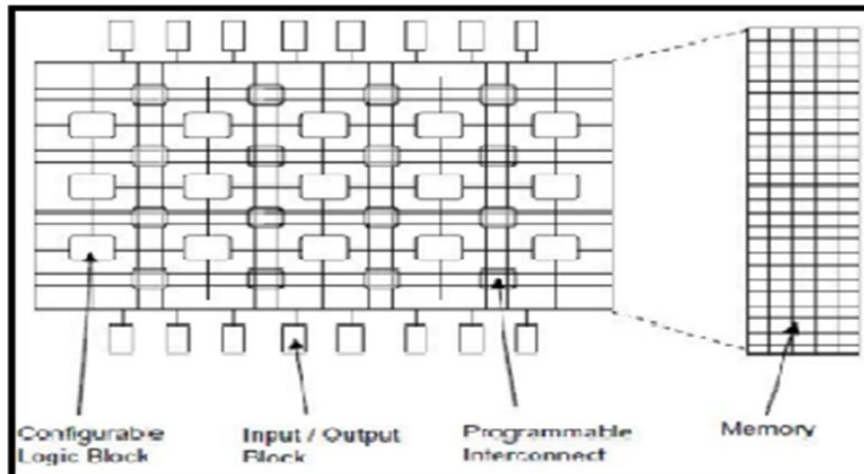 Configurable
Logic Block
Input / Output
Block
Programmable
Interconnect
Memory